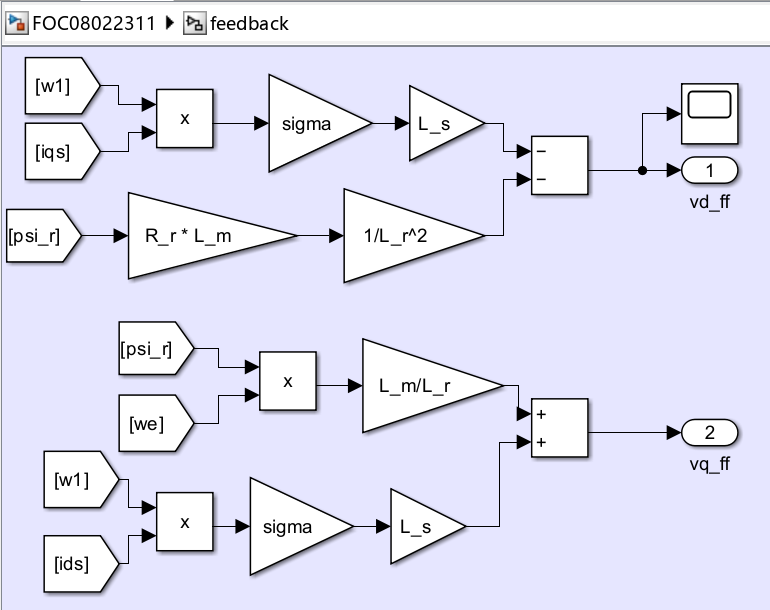 FOC08022311 feedback
[w1]
[iqs]
x
sigma
L_s
−
−
1
vd_ff
[psi_r]
R_r * L_m
1/L_r^2
[psi_r]
[we]
x
L_m/L_r
+
+
2
vq_ff
[w1]
[ids]
x
sigma
L_s